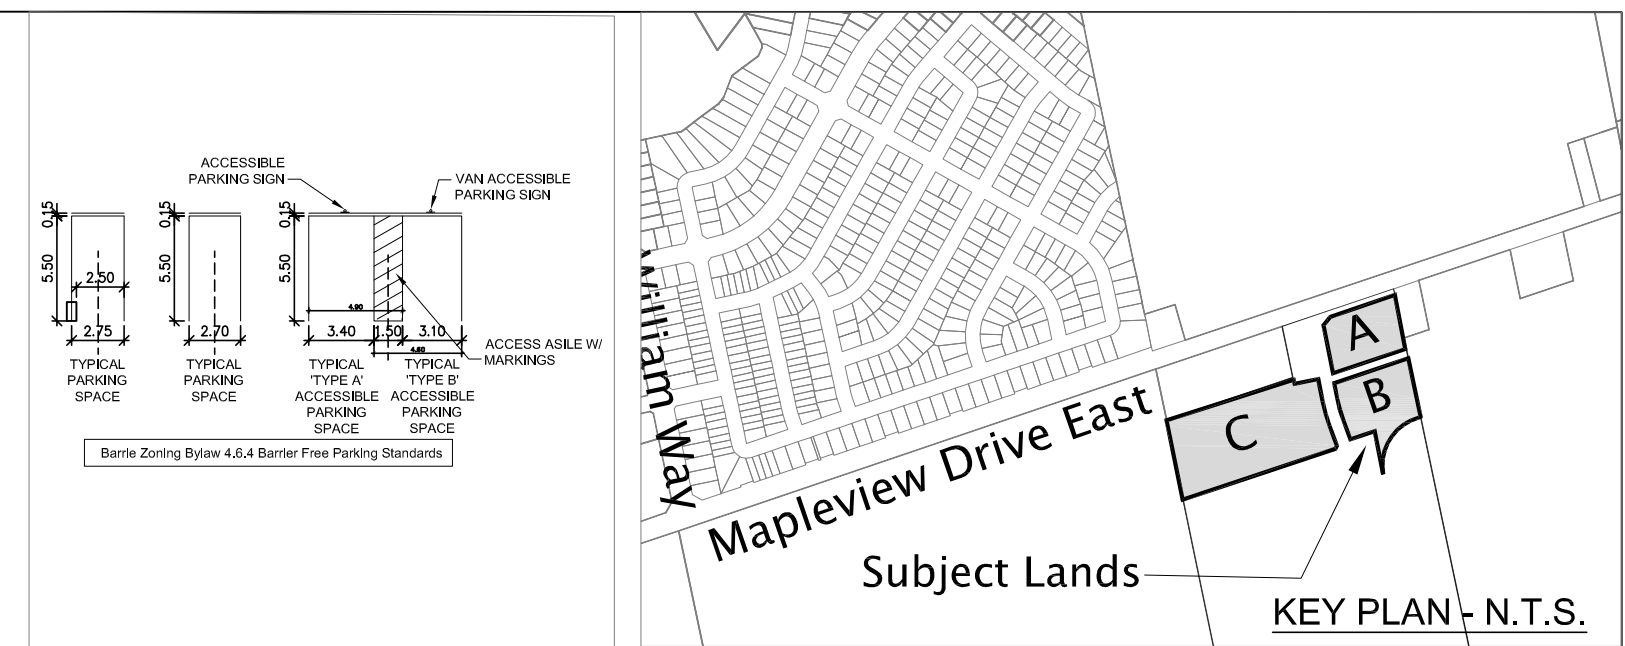 ACCESSIBLE
PARKING SIGN
VAN ACCESSIBLE
PARKING SIGN
0.15
5.50
2.50
2.75
TYPICAL
PARKING
SPACE
0.15
5.50
2.70
TYPICAL
PARKING
SPACE
0.15
5.50
4.90
3.40
1.50
3.10
4.60
ACCESS ASILE W/
MARKINGS
TYPICAL
'TYPE A'
ACCESSIBLE
PARKING
SPACE
TYPICAL
'TYPE B'
ACCESSIBLE
PARKING
SPACE
Barrie Zoning Bylaw 4.6.4 Barrier Free Parking Standards
William Way
Mapleview Drive East
A
B
C
Subject Lands
KEY PLAN - N.T.S.